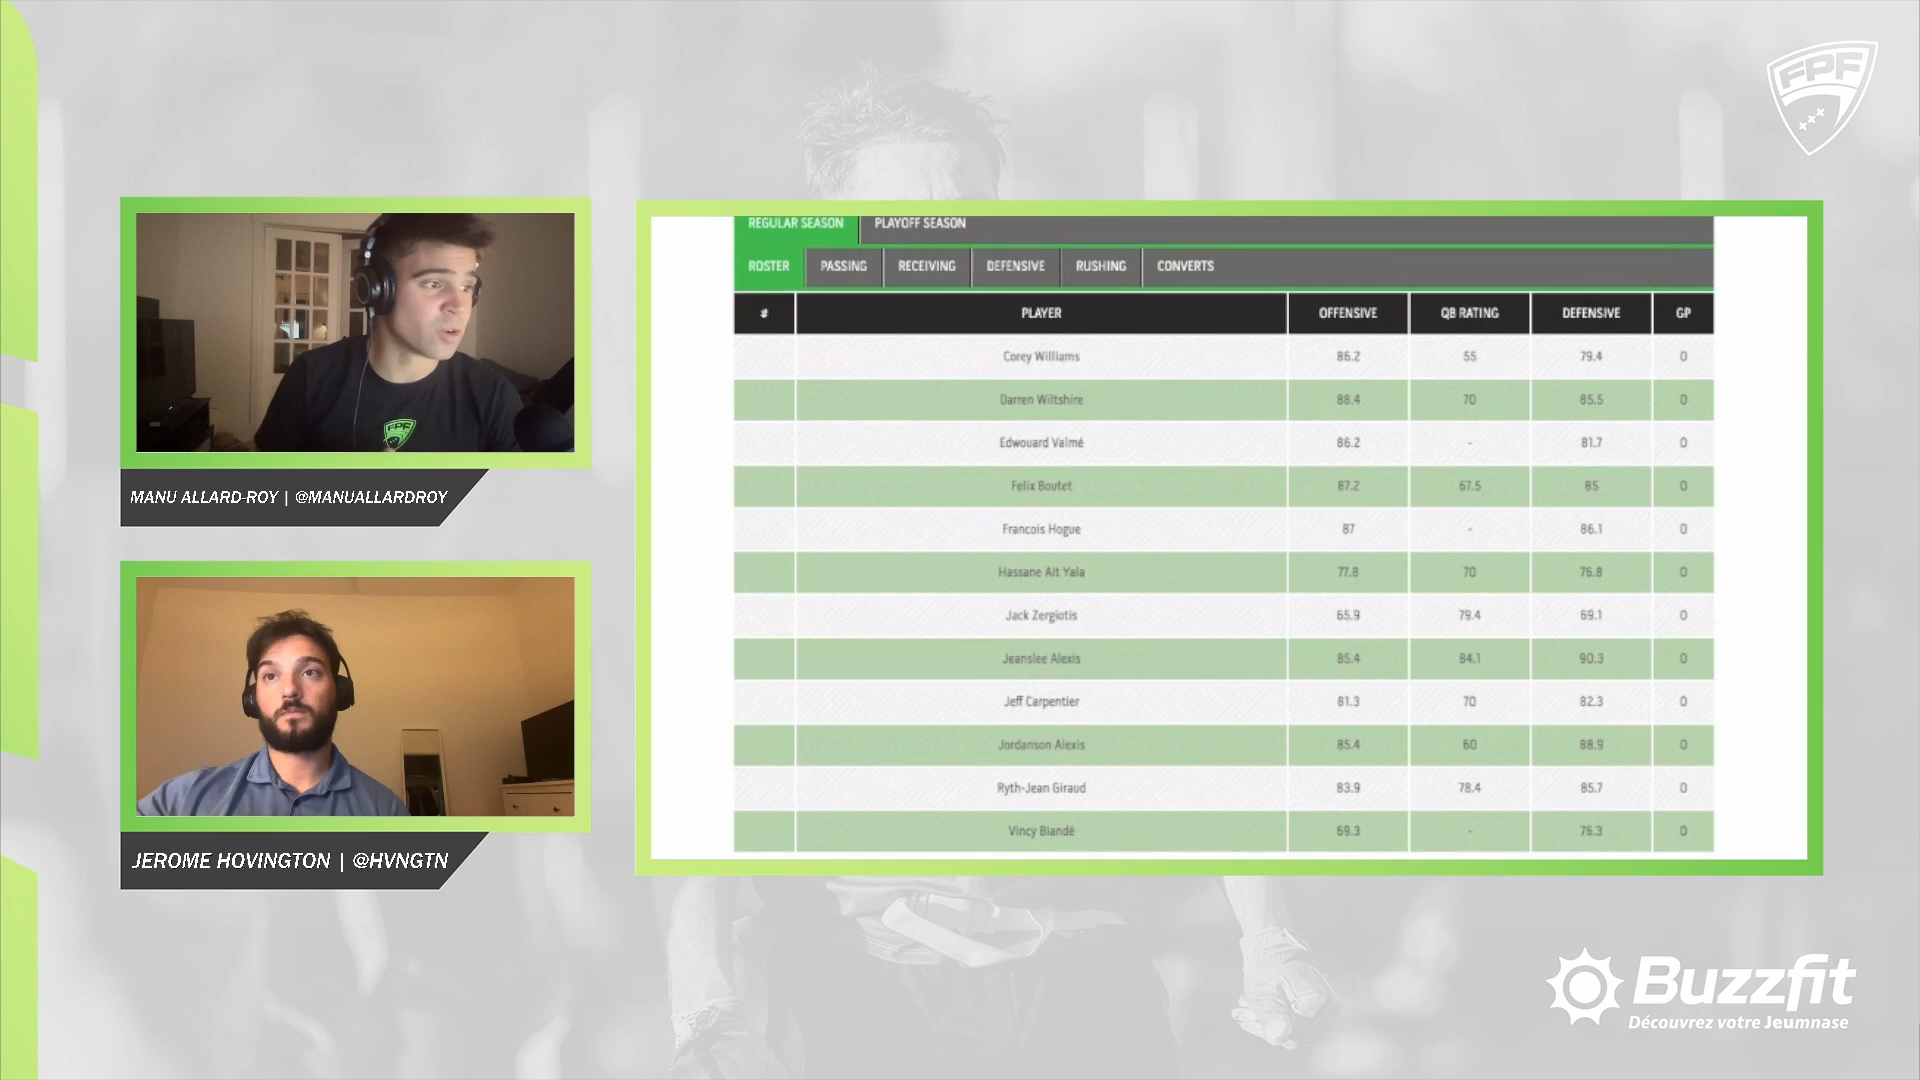 FPF
REGULAR SEASON PLAYOFF SEASON
ROSTER PASSING RECEIVING DEFENSIVE RUSHING CONVERTS
# PLAYER OFFENSIVE QB RATING DEFENSIVE GP
Corey Williams 86.2 55 79.4 0
Darren Wiltshire 88.4 70 85.5 0
Edwouard Valmé 86.2 - 81.7 0
Felix Boutet 87.2 67.5 85 0
Francois Hogue 87 - 86.1 0
Hassane Ait Yala 77.8 70 76.8 0
Jack Zergiotis 65.9 79.4 69.1 0
Jeanslee Alexis 85.4 84.1 90.3 0
Jeff Carpentier 81.3 70 82.3 0
Jordanson Alexis 85.4 60 88.9 0
Ryth-Jean Giraud 83.9 78.4 85.7 0
Vincy Biandé 69.3 - 76.3 0
FPF
MANU ALLARD-ROY | @MANUALLARDROY
JEROME HOVINGTON | @HVNGTN
Buzzfit
Découvrez votre Jeumnase